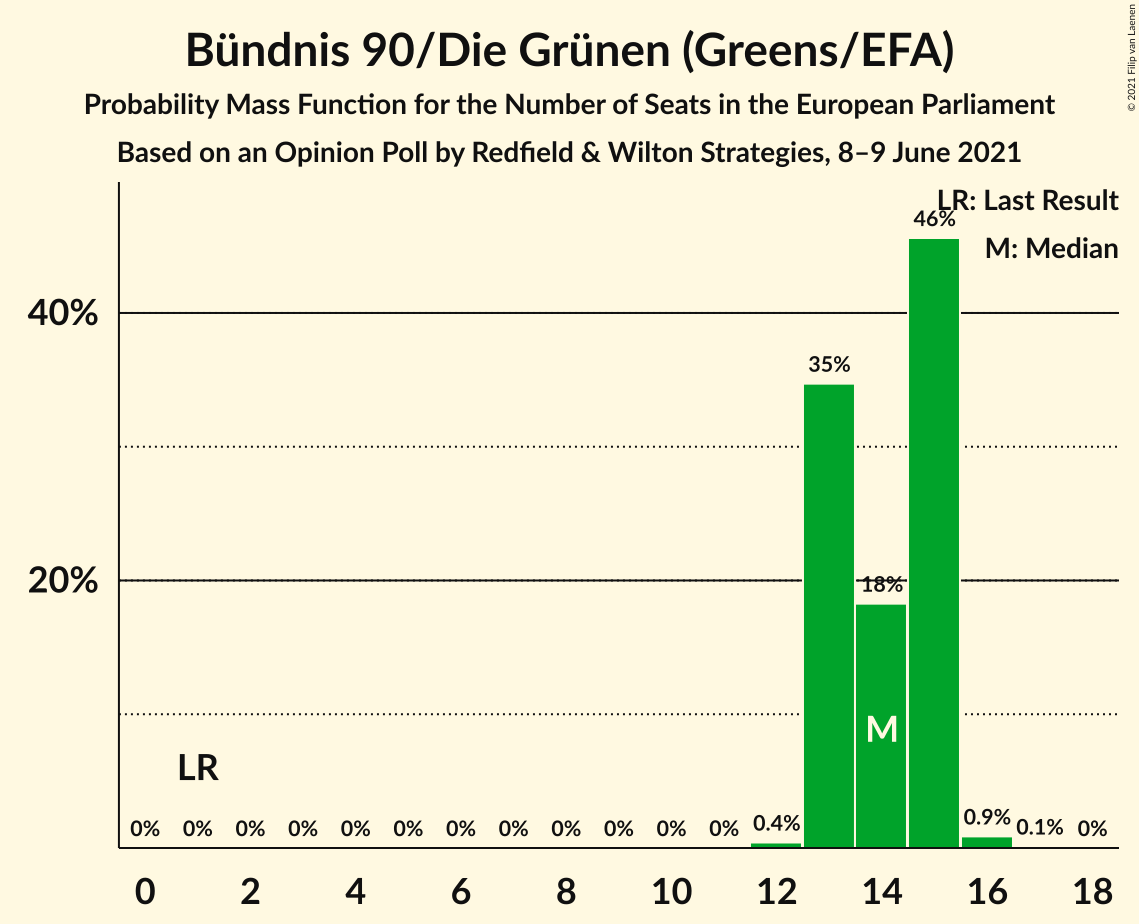 Bündnis 90/Die Grünen (Greens/EFA)
Probability Mass Function for the Number of Seats in the European Parliament
Based on an Opinion Poll by Redfield & Wilton Strategies, 8–9 June 2021
© 2021 Filip van Laenen
LR: Last Result
M: Median
46%
40%
35%
20%
18%
M
LR
0% 0% 0% 0% 0% 0% 0% 0% 0% 0% 0% 0% 0.4% 0.9% 0.1% 0%
0 2 4 6 8 10 12 14 16 18